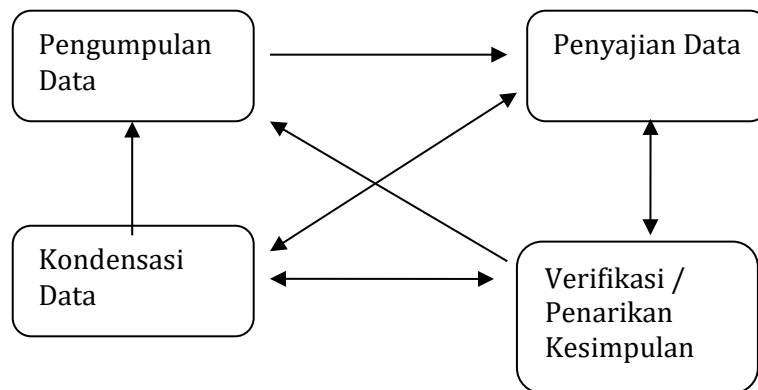 Pengumpulan
Data
Penyajian Data
Kondensasi
Data
Verifikasi /
Penarikan
Kesimpulan